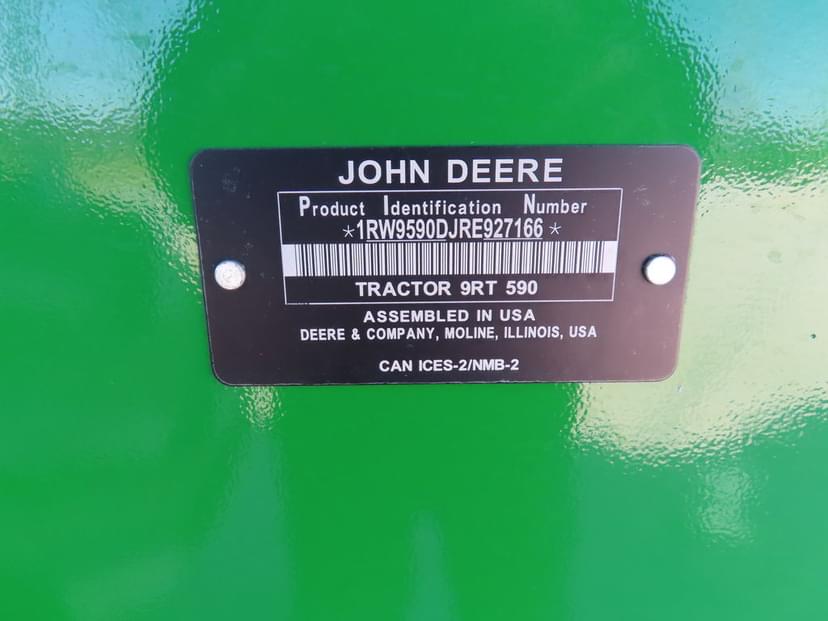 JOHN DEERE
Product Identification Number
*1RW9590DJRE927166*
TRACTOR 9RT 590
ASSEMBLED IN USA
DEERE & COMPANY, MOLINE, ILLINOIS, USA
CAN ICES-2/NMB-2